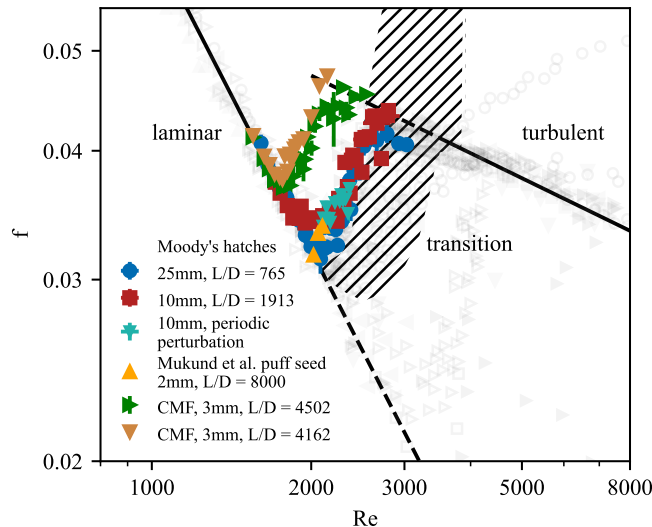 0.05
0.04
0.03
0.02
f
laminar
turbulent
transition
Moody's hatches
25mm, L/D = 765
10mm, L/D = 1913
10mm, periodic
perturbation
Mukund et al. puff seed
2mm, L/D = 8000
CMF, 3mm, L/D = 4502
CMF, 3mm, L/D = 4162
1000
2000
3000
5000
8000
Re